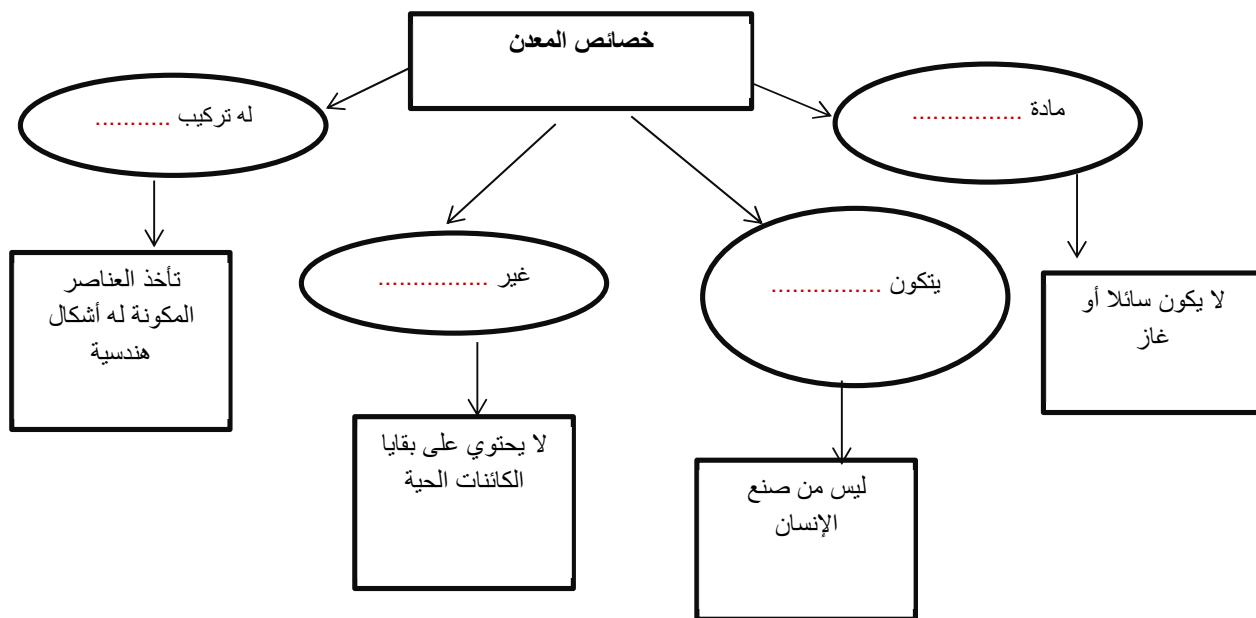 خصائص المعدن
مادة ................
له تركيب ...........
يتكون ................
غير ................
لا يكون سائلا أو
غاز
تأخذ العناصر
المكونة له أشكال
هندسية
لا يحتوي على بقايا
الكائنات الحية
ليس من صنع
الإنسان